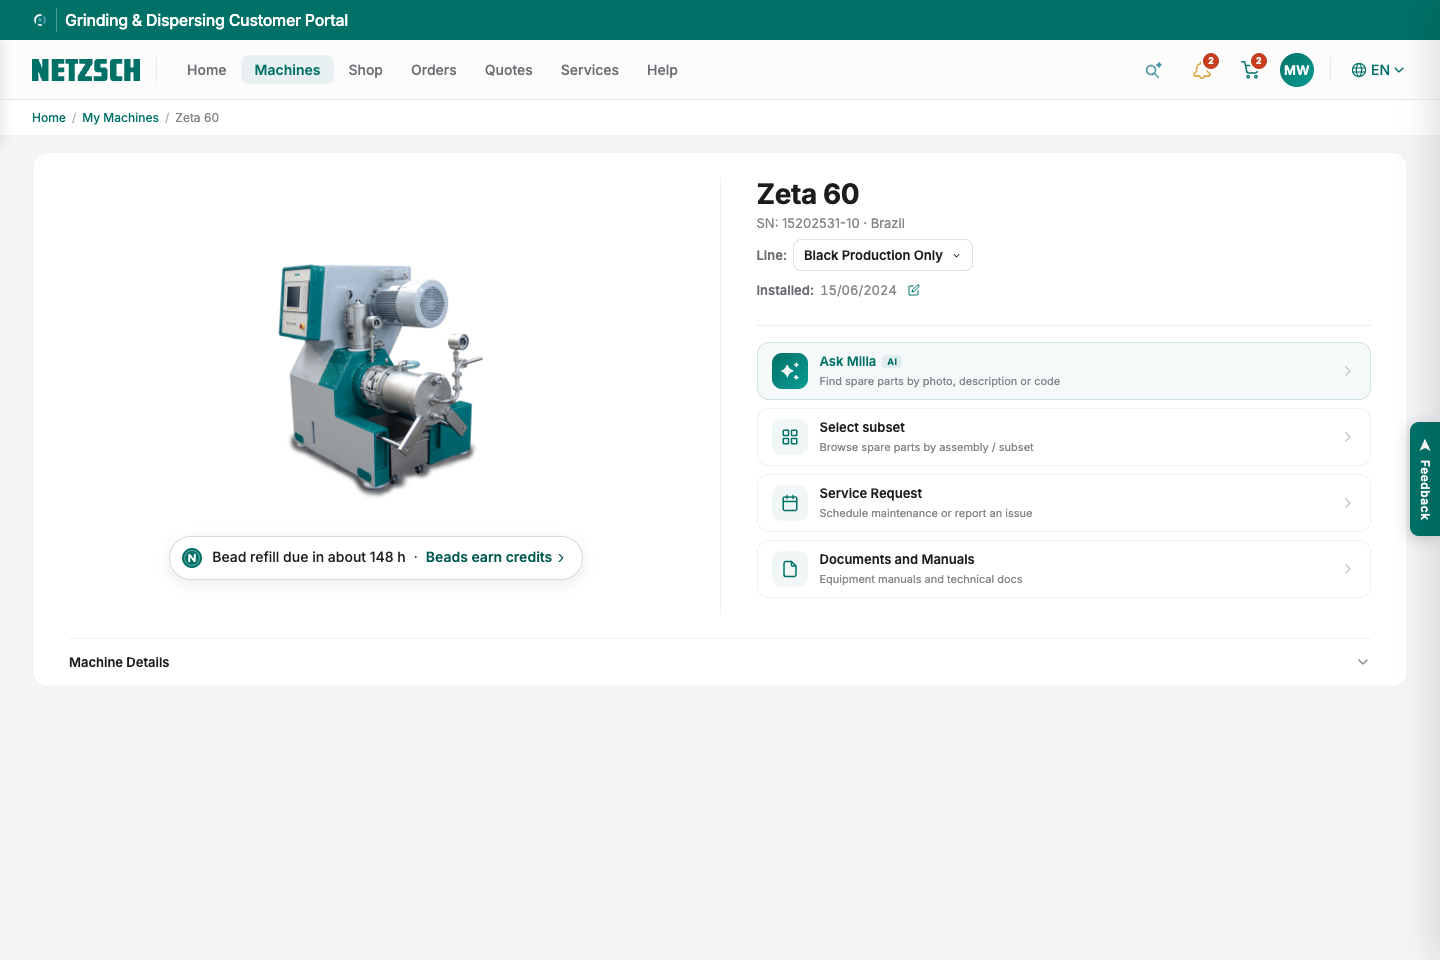 Grinding & Dispersing Customer Portal
NETZSCH
Home
Machines
Shop
Orders
Quotes
Services
Help
2
2
MW
EN
Home / My Machines / Zeta 60
Zeta 60
SN: 15202531-10 · Brazil
Line: Black Production Only
Installed: 15/06/2024
Ask Milla AI
Find spare parts by photo, description or code
Select subset
Browse spare parts by assembly / subset
Service Request
Schedule maintenance or report an issue
Documents and Manuals
Equipment manuals and technical docs
N Bead refill due in about 148 h · Beads earn credits
Machine Details
Feedback